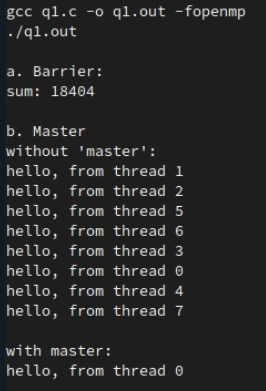 gcc q1.c -o q1.out -fopenmp
./q1.out
a. Barrier:
sum: 18404
b. Master
without 'master':
hello, from thread 1
hello, from thread 2
hello, from thread 5
hello, from thread 6
hello, from thread 3
hello, from thread 0
hello, from thread 4
hello, from thread 7
with master:
hello, from thread 0